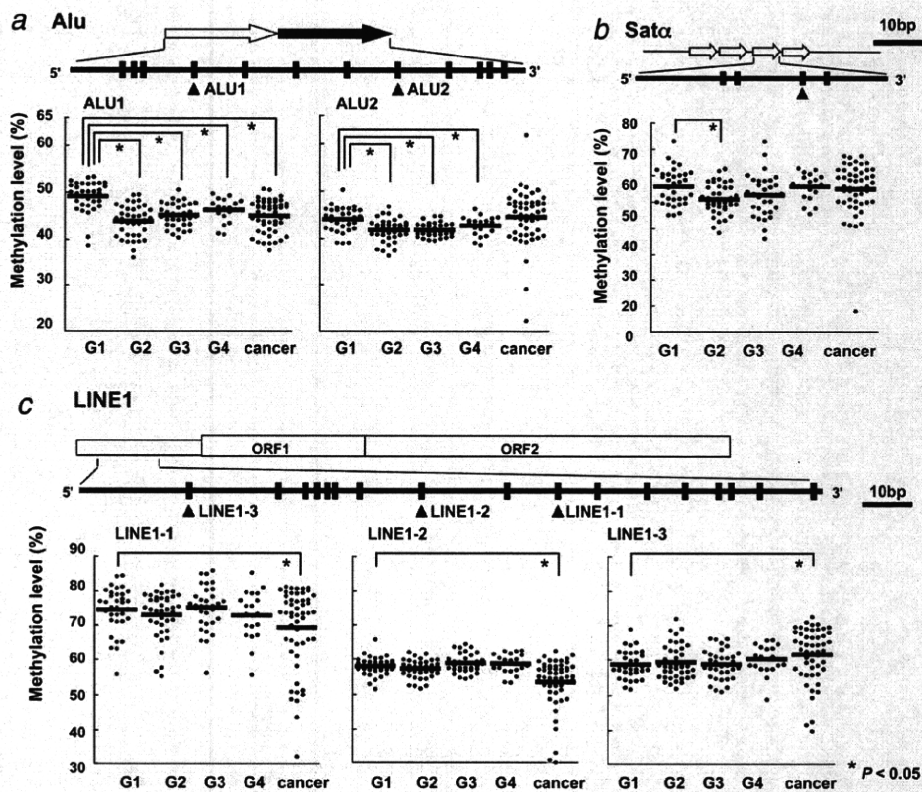 a Alu
5' 3'
▲ ALU1 ▲ ALU2
ALU1 ALU2
Methylation level (%)
65
60
50
40
30
20
* * * *
* * *
G1 G2 G3 G4 cancer
G1 G2 G3 G4 cancer
b Satα
10bp
5' 3'
▲
Methylation level (%)
80
70
60
50
40
30
20
0
*
G1 G2 G3 G4 cancer
c LINE1
ORF1 ORF2
5' 3'
10bp
▲ LINE1-3 ▲ LINE1-2 ▲ LINE1-1
LINE1-1 LINE1-2 LINE1-3
Methylation level (%)
90
80
70
60
50
40
30
* * *
G1 G2 G3 G4 cancer
G1 G2 G3 G4 cancer
G1 G2 G3 G4 cancer
* P < 0.05